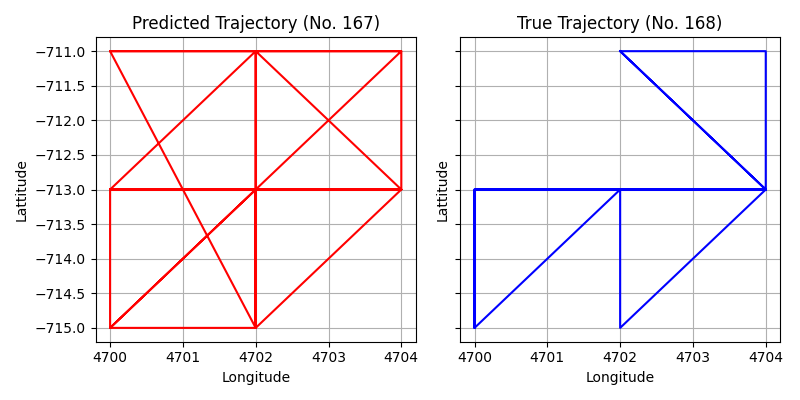 Predicted Trajectory (No. 167)
True Trajectory (No. 168)
Lattitude
−711.0
−711.5
−712.0
−712.5
−713.0
−713.5
−714.0
−714.5
−715.0
4700 4701 4702 4703 4704
Longitude
Lattitude
4700 4701 4702 4703 4704
Longitude